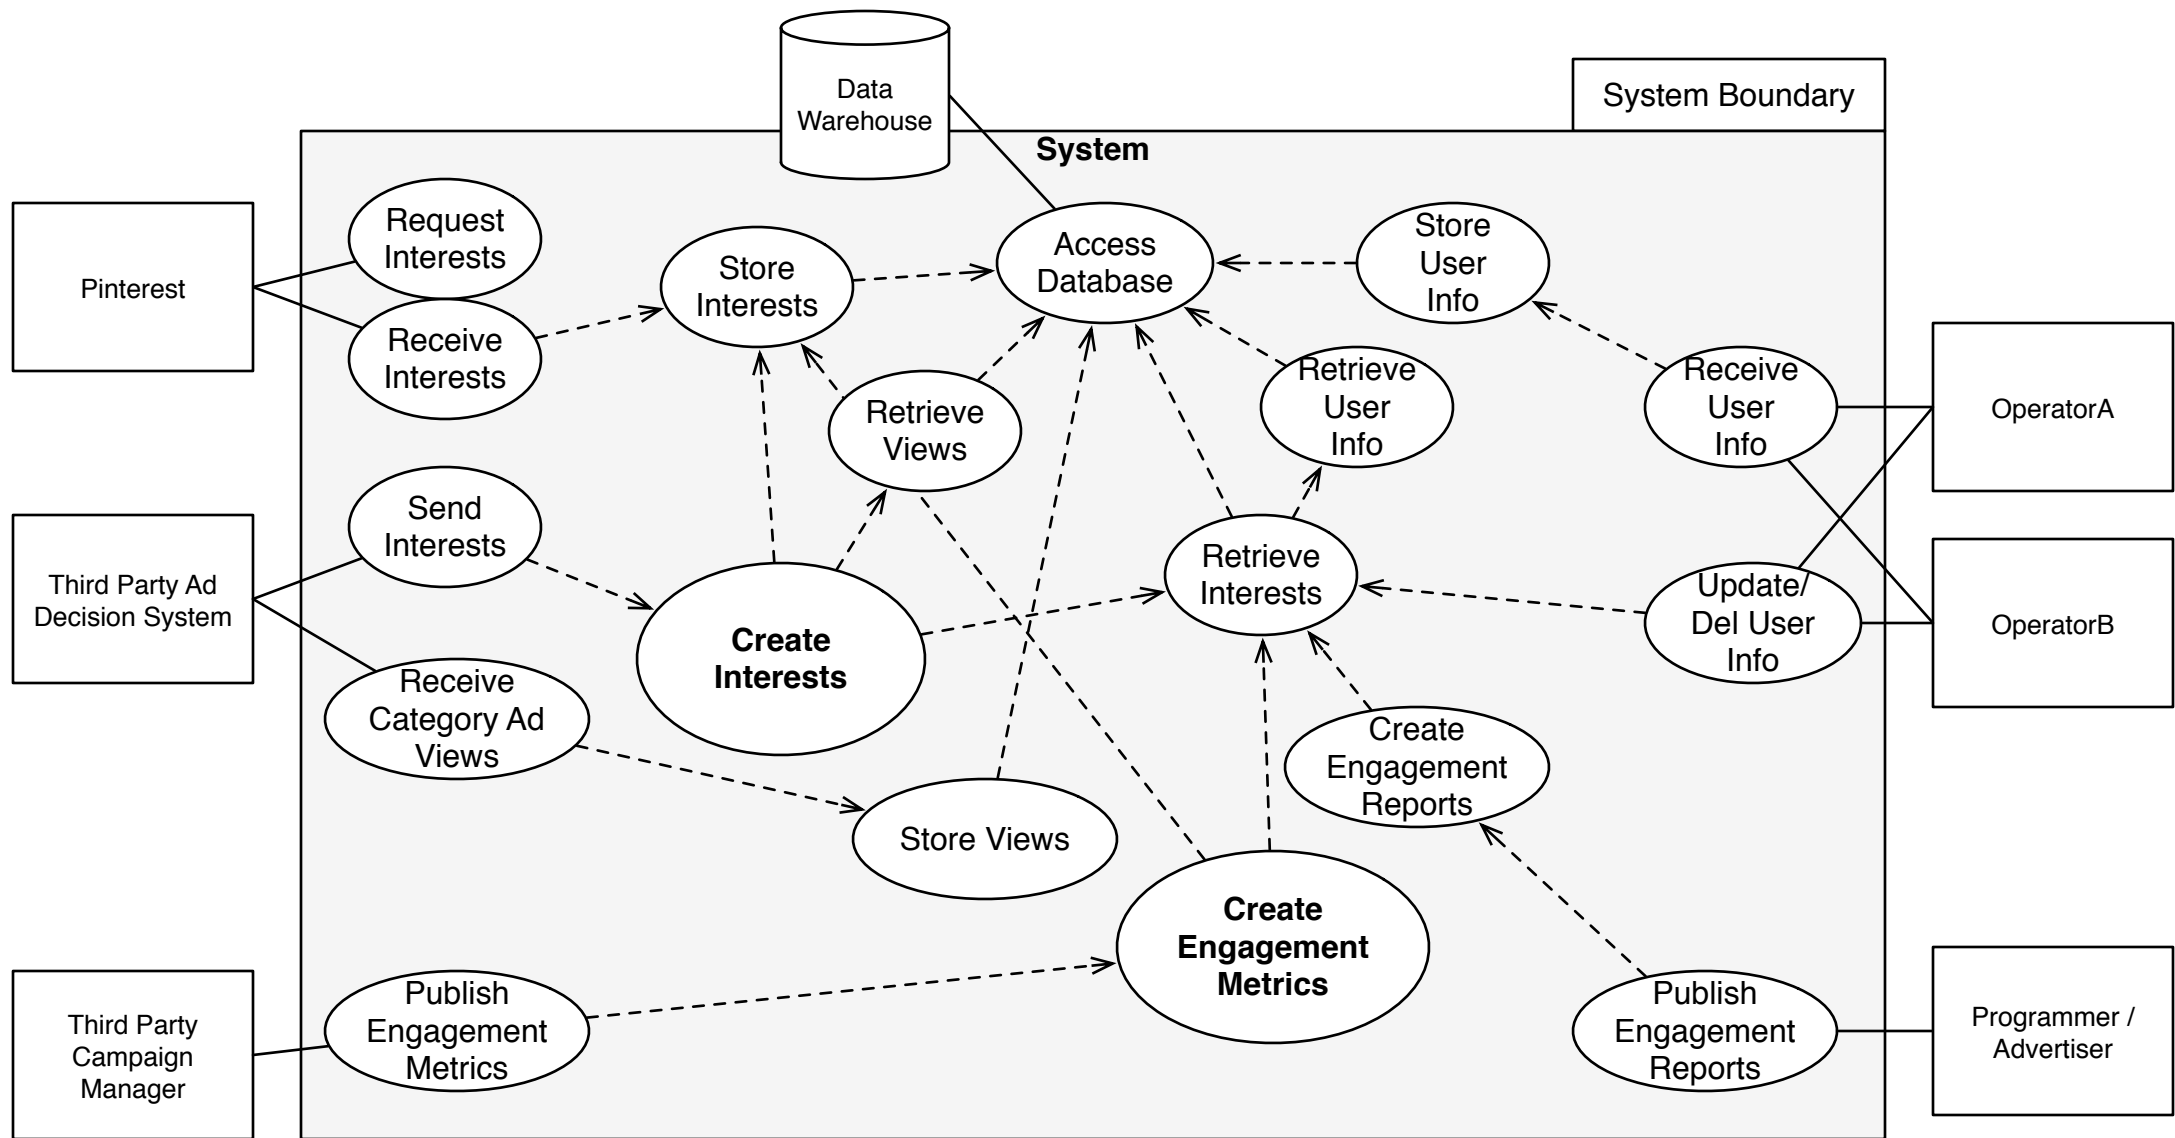 Data
Warehouse
System Boundary
System
Request
Interests
Pinterest
Receive
Interests
Store
Interests
Access
Database
Store
User
Info
Retrieve
Views
Retrieve
User
Info
Receive
User
Info
OperatorA
Send
Interests
Third Party Ad
Decision System
Create
Interests
Retrieve
Interests
Update/
Del User
Info
OperatorB
Receive
Category Ad
Views
Store Views
Create
Engagement
Reports
Create
Engagement
Metrics
Third Party
Campaign
Manager
Publish
Engagement
Metrics
Publish
Engagement
Reports
Programmer /
Advertiser